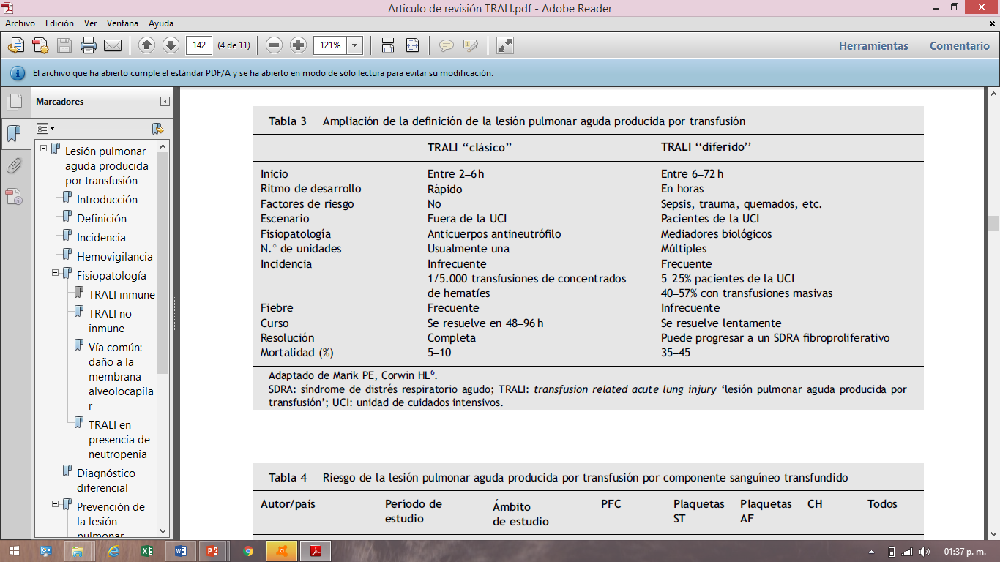 Articulo de revisión TRALI.pdf - Adobe Reader
Archivo Edición Ver Ventana Ayuda
142 (4 de 11) 121% Herramientas Comentario
El archivo que ha abierto cumple el estándar PDF/A y se ha abierto en modo de sólo lectura para evitar su modificación.
Marcadores
Lesión pulmonar
aguda producida
por transfusión
Introducción
Definición
Incidencia
Hemovigilancia
Fisiopatología
TRALI inmune
TRALI no
inmune
Vía común:
daño a la
membrana
alveolocapila
r
TRALI en
presencia de
neutropenia
Diagnóstico
diferencial
Prevención de
la lesión
pulmonar
Tabla 3 Ampliación de la definición de la lesión pulmonar aguda producida por transfusión
TRALI ‘‘clásico’’ TRALI ‘‘diferido’’
Inicio Entre 2–6 h Entre 6–72 h
Ritmo de desarrollo Rápido En horas
Factores de riesgo No Sepsis, trauma, quemados, etc.
Escenario Fuera de la UCI Pacientes de la UCI
Fisiopatología Anticuerpos antineutrófilo Mediadores biológicos
N.° de unidades Usualmente una Múltiples
Incidencia Infrecuente Frecuente
1/5.000 transfusiones de concentrados 5–25% pacientes de la UCI
de hematíes 40–57% con transfusiones masivas
Fiebre Frecuente Infrecuente
Curso Se resuelve en 48–96 h Se resuelve lentamente
Resolución Completa Puede progresar a un SDRA fibroproliferativo
Mortalidad (%) 5–10 35–45
Adaptado de Marik PE, Corwin HL6.
SDRA: síndrome de distrés respiratorio agudo; TRALI: transfusion related acute lung injury ‘lesión pulmonar aguda producida por
transfusión’; UCI: unidad de cuidados intensivos.
Tabla 4 Riesgo de la lesión pulmonar aguda producida por transfusión por componente sanguíneo transfundido
Autor/país Período de Ámbito PFC Plaquetas Plaquetas CH Todos
estudio de estudio ST AF
01:37 p. m.